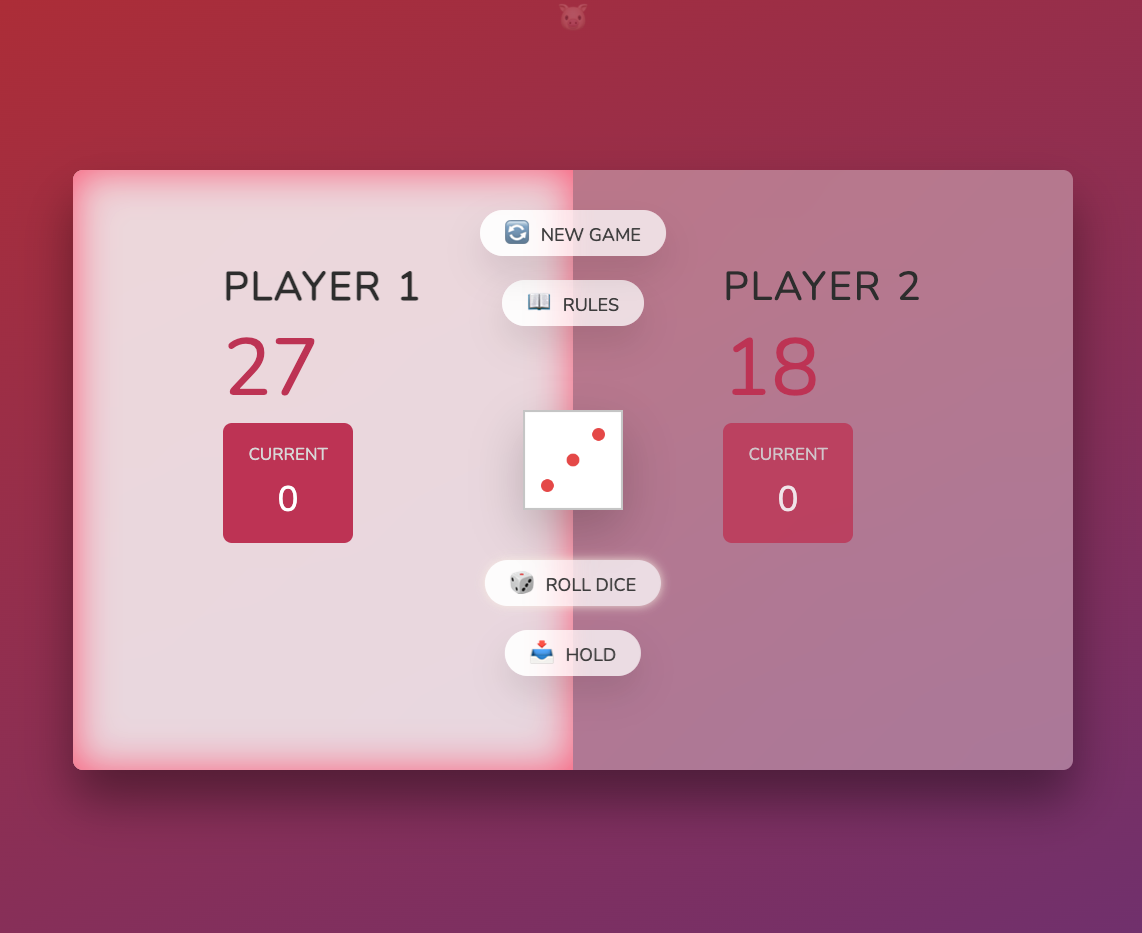 NEW GAME
RULES
PLAYER 1
27
CURRENT
0
PLAYER 2
18
CURRENT
0
ROLL DICE
HOLD